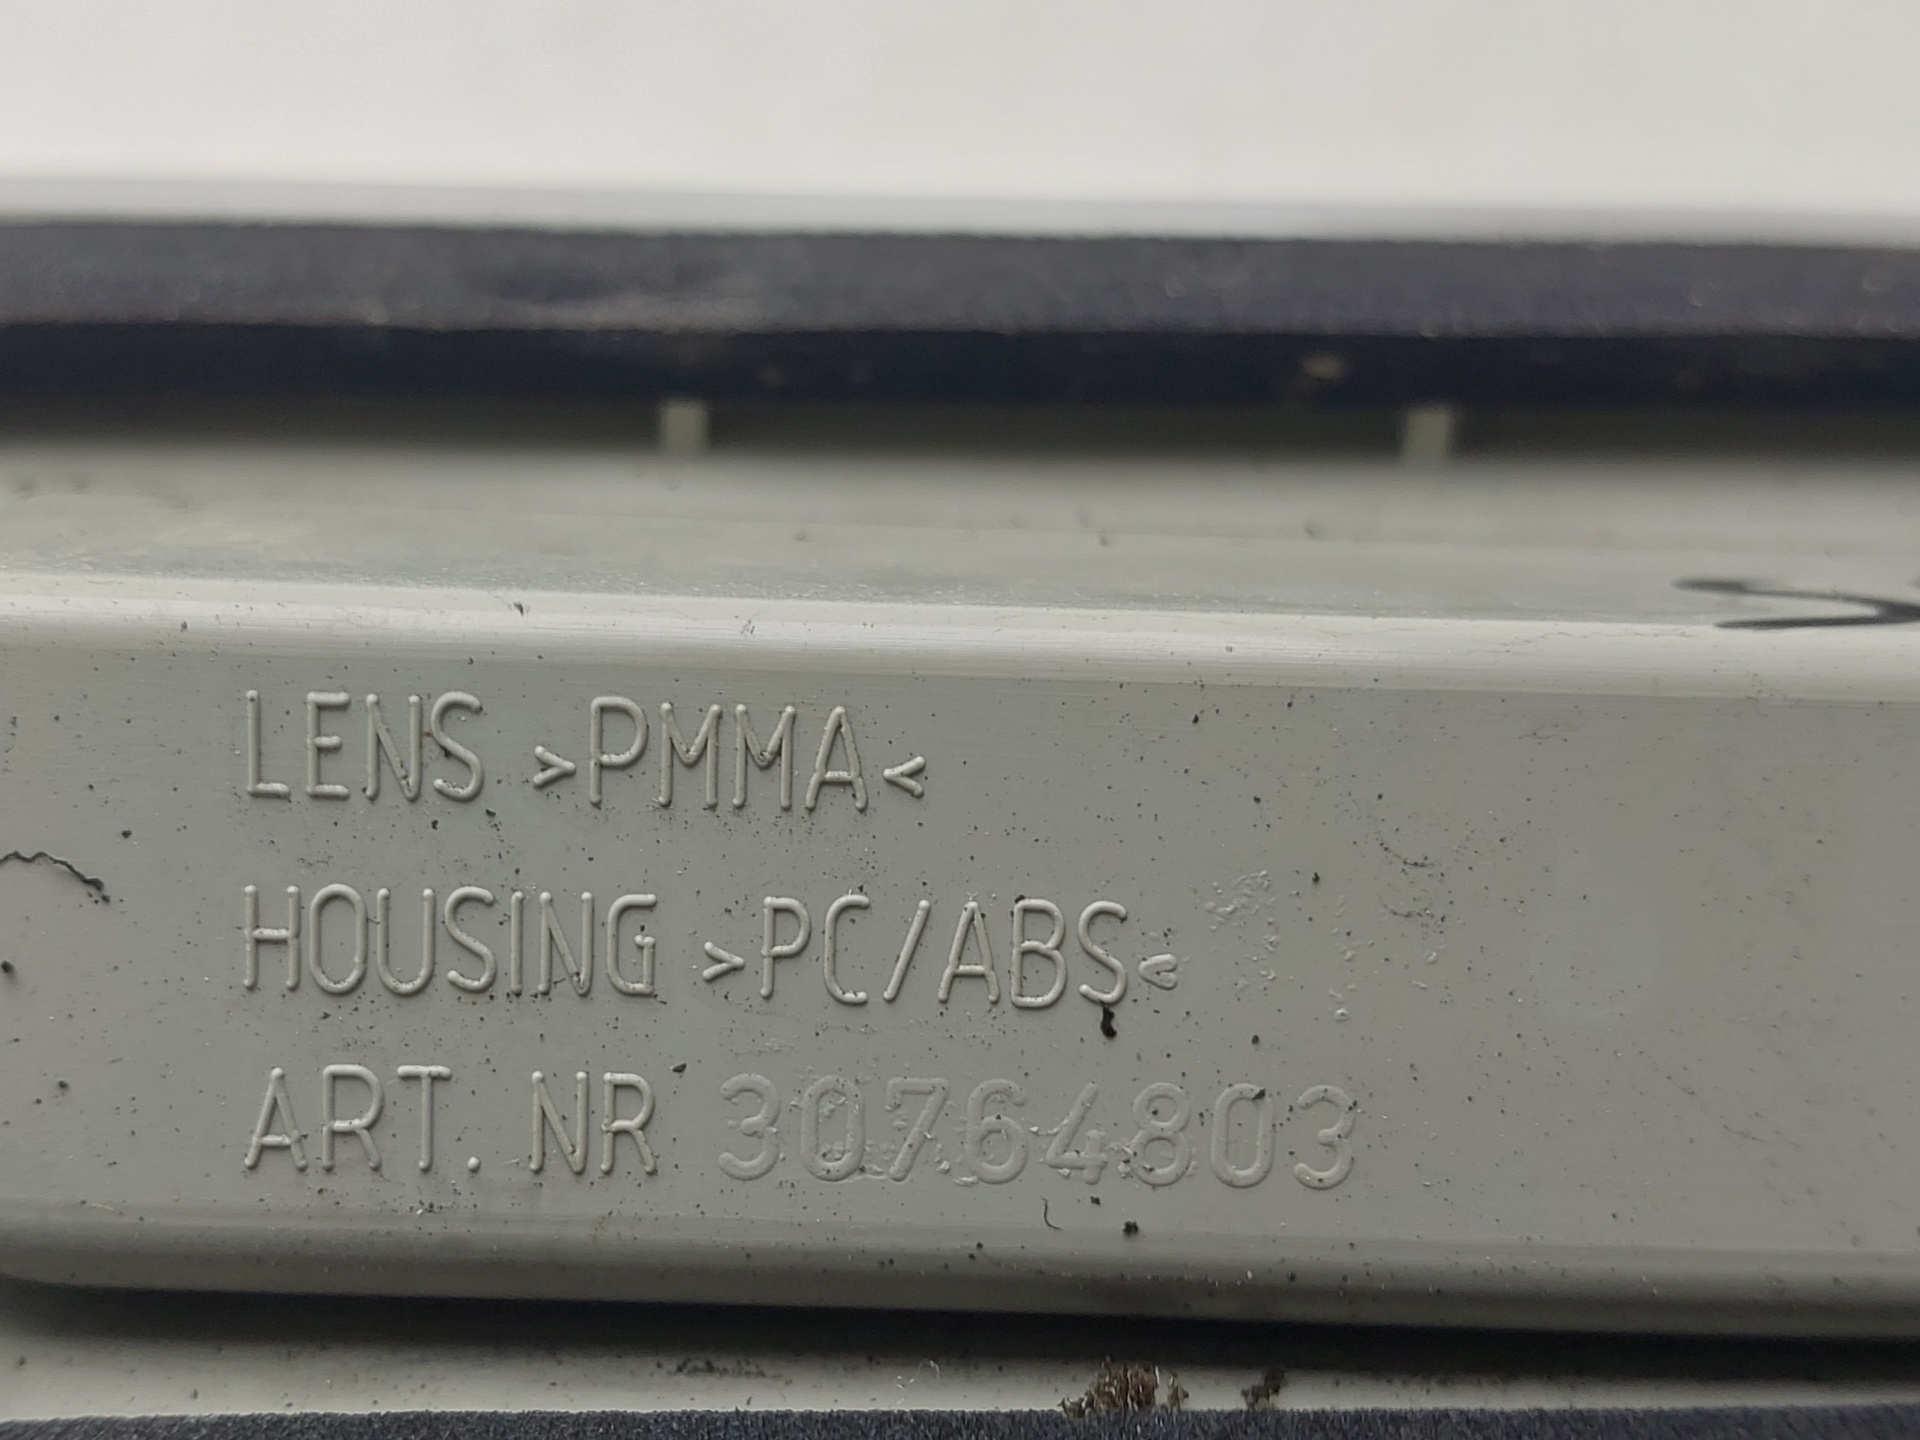 LENS >PMMA<
HOUSING >PC/ABS<
ART. NR 30764803